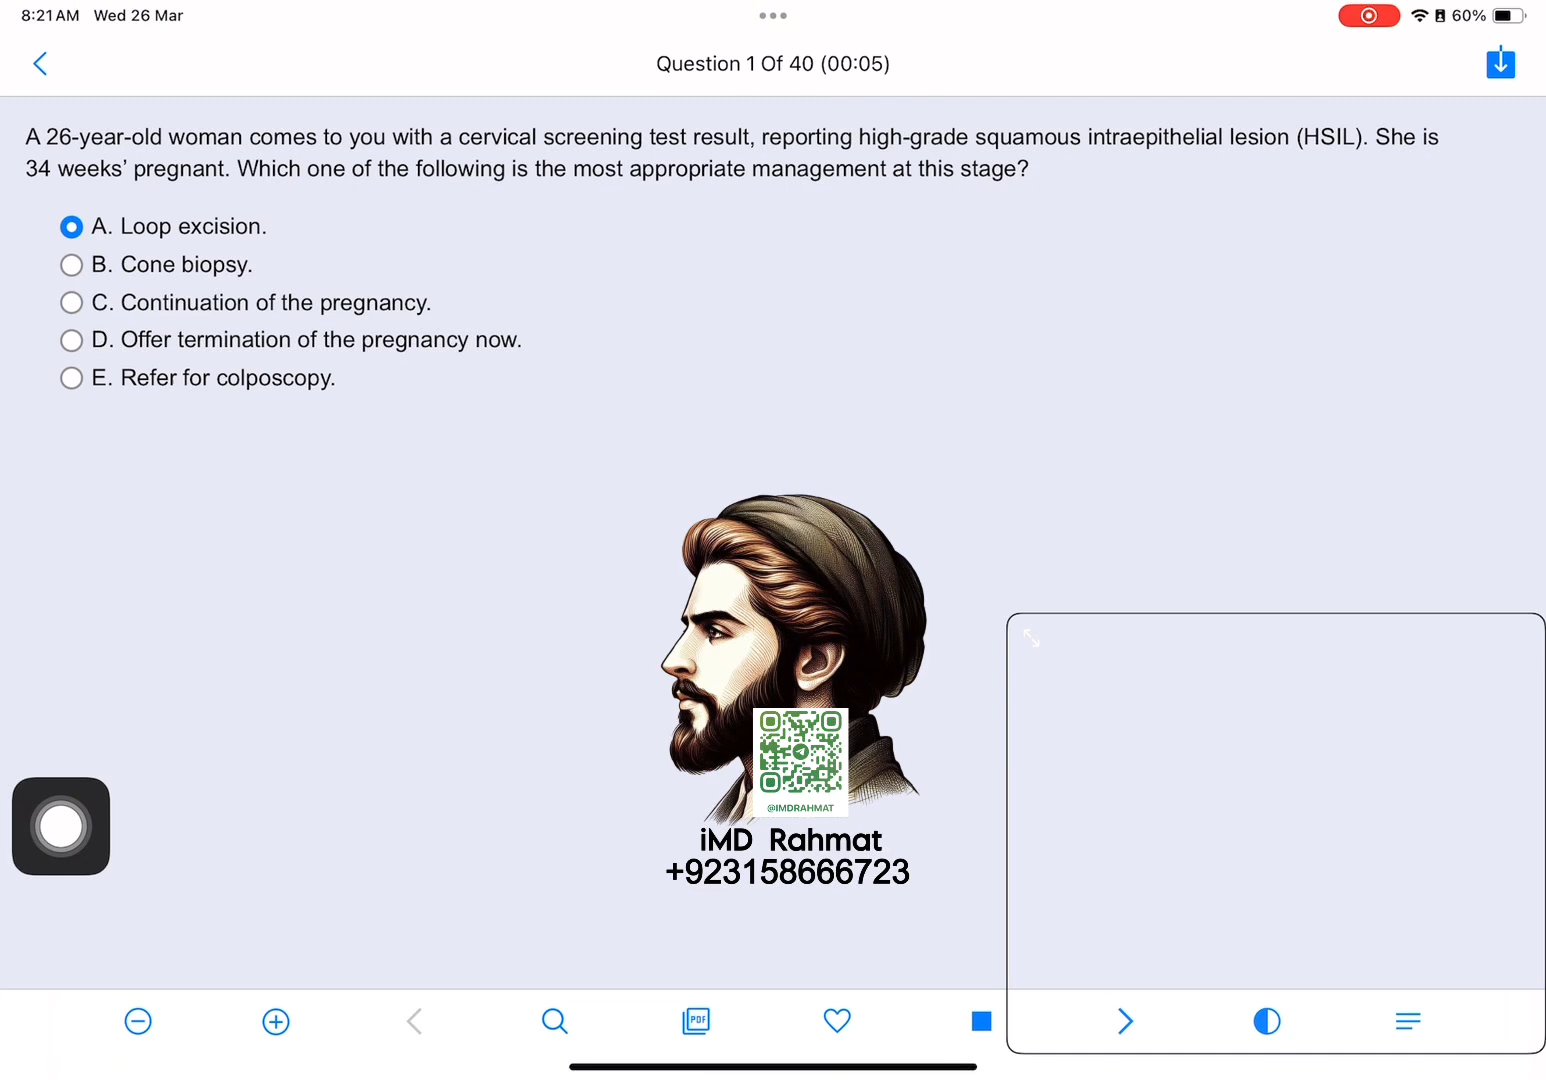 8:21 AM Wed 26 Mar
60%
Question 1 Of 40 (00:05)
A 26-year-old woman comes to you with a cervical screening test result, reporting high-grade squamous intraepithelial lesion (HSIL). She is
34 weeks’ pregnant. Which one of the following is the most appropriate management at this stage?
A. Loop excision.
B. Cone biopsy.
C. Continuation of the pregnancy.
D. Offer termination of the pregnancy now.
E. Refer for colposcopy.
@IMDRAHMAT
iMD Rahmat
+923158666723
PDF